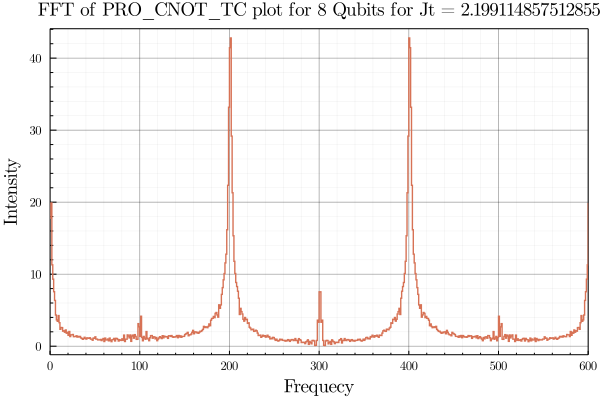 FFT of PRO_CNOT_TC plot for 8 Qubits for Jt = 2.199114857512855
Intensity
40
30
20
10
0
0 100 200 300 400 500 600
Frequecy